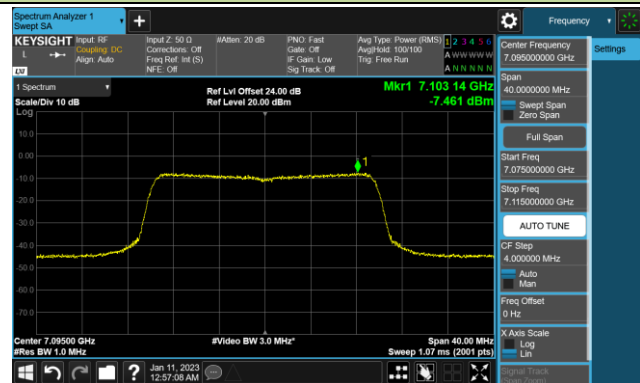 Spectrum Analyzer 1
Swept SA
+
Frequency
KEYSIGHT
L
Input: RF
Coupling: DC
Align: Auto
Input Z: 50 Ω
Corrections: Off
Freq Ref: Int (S)
NFE: Off
#Atten: 20 dB
PNO: Fast
Gate: Off
IF Gain: Low
Sig Track: Off
Avg Type: Power (RMS)
Avg|Hold: 100/100
Trig: Free Run
1 2 3 4 5 6
A W W W W W
A N N N N N
1 Spectrum
Scale/Div 10 dB
Ref Lvl Offset 24.00 dB
Ref Level 20.00 dBm
Mkr1 7.103 14 GHz
-7.461 dBm
Log
10.0
0.00
-10.0
-20.0
-30.0
-40.0
-50.0
-60.0
-70.0
1
Center 7.09500 GHz
#Res BW 1.0 MHz
#Video BW 3.0 MHz*
Span 40.00 MHz
Sweep 1.07 ms (2001 pts)
Jan 11, 2023
12:57:08 AM
Center Frequency
7.095000000 GHz
Span
40.0000000 MHz
Swept Span
Zero Span
Full Span
Start Freq
7.075000000 GHz
Stop Freq
7.115000000 GHz
AUTO TUNE
CF Step
4.000000 MHz
Auto
Man
Freq Offset
0 Hz
X Axis Scale
Log
Lin
Signal Track
(Span Zoom)
Settings